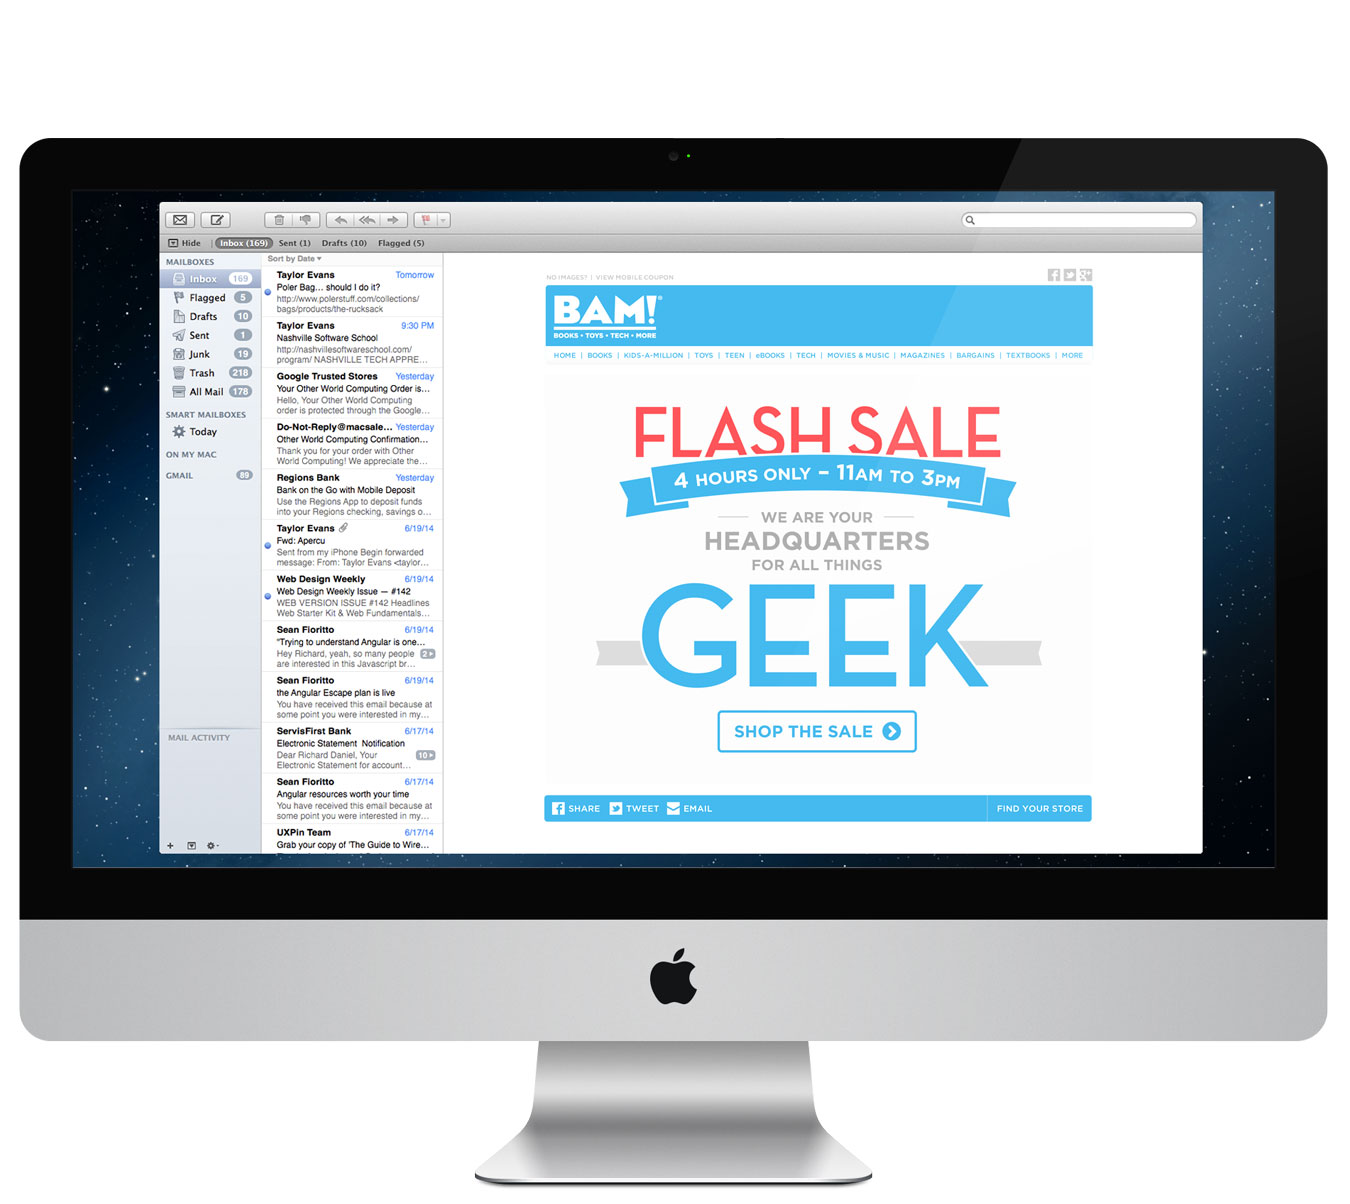 Hide | Inbox (169) Sent (1) Drafts (10) Flagged (5)
MAILBOXES
Inbox 169
Flagged 5
Drafts 10
Sent 1
Junk 19
Trash 218
All Mail 178
SMART MAILBOXES
Today
ON MY MAC
GMAIL 89
MAIL ACTIVITY
Sort by Date
Taylor Evans Tomorrow
Poler Bag... should I do it?
http://www.polerstuff.com/collections/
bags/products/the-rucksack
Taylor Evans 9:30 PM
Nashville Software School
http://nashvillesoftwareschool.com/
program/ NASHVILLE TECH APPRE...
Google Trusted Stores Yesterday
Your Other World Computing Order is...
Hello, Your Other World Computing
order is protected through the Google...
Do-Not-Reply@macsale... Yesterday
Other World Computing Confirmation...
Thank you for your order with Other
World Computing! We appreciate the...
Regions Bank Yesterday
Bank on the Go with Mobile Deposit
Use the Regions App to deposit funds
into your Regions checking, savings o...
Taylor Evans 6/19/14
Fwd: Apercu
Sent from my iPhone Begin forwarded
message: From: Taylor Evans <taylor...
Web Design Weekly 6/19/14
Web Design Weekly Issue — #142
WEB VERSION ISSUE #142 Headlines
Web Starter Kit & Web Fundamentals...
Sean Fioritto 6/19/14
"Trying to understand Angular is one...
Hey Richard, yeah, so many people 2
are interested in this Javascript br...
Sean Fioritto 6/19/14
the Angular Escape plan is live
You have received this email because at
some point you were interested in my...
ServisFirst Bank 6/17/14
Electronic Statement Notification
Dear Richard Daniel, Your 10
Electronic Statement for account...
Sean Fioritto 6/17/14
Angular resources worth your time
You have received this email because at
some point you were interested in my...
UXPin Team 6/17/14
Grab your copy of 'The Guide to Wire...
NO IMAGES? | VIEW MOBILE COUPON
BAM!®
BOOKS • TOYS • TECH • MORE
HOME | BOOKS | KIDS-A-MILLION | TOYS | TEEN | eBOOKS | TECH | MOVIES & MUSIC | MAGAZINES | BARGAINS | TEXTBOOKS | MORE
FLASH SALE
4 HOURS ONLY – 11AM TO 3PM
WE ARE YOUR
HEADQUARTERS
FOR ALL THINGS
GEEK
SHOP THE SALE
SHARE TWEET EMAIL FIND YOUR STORE